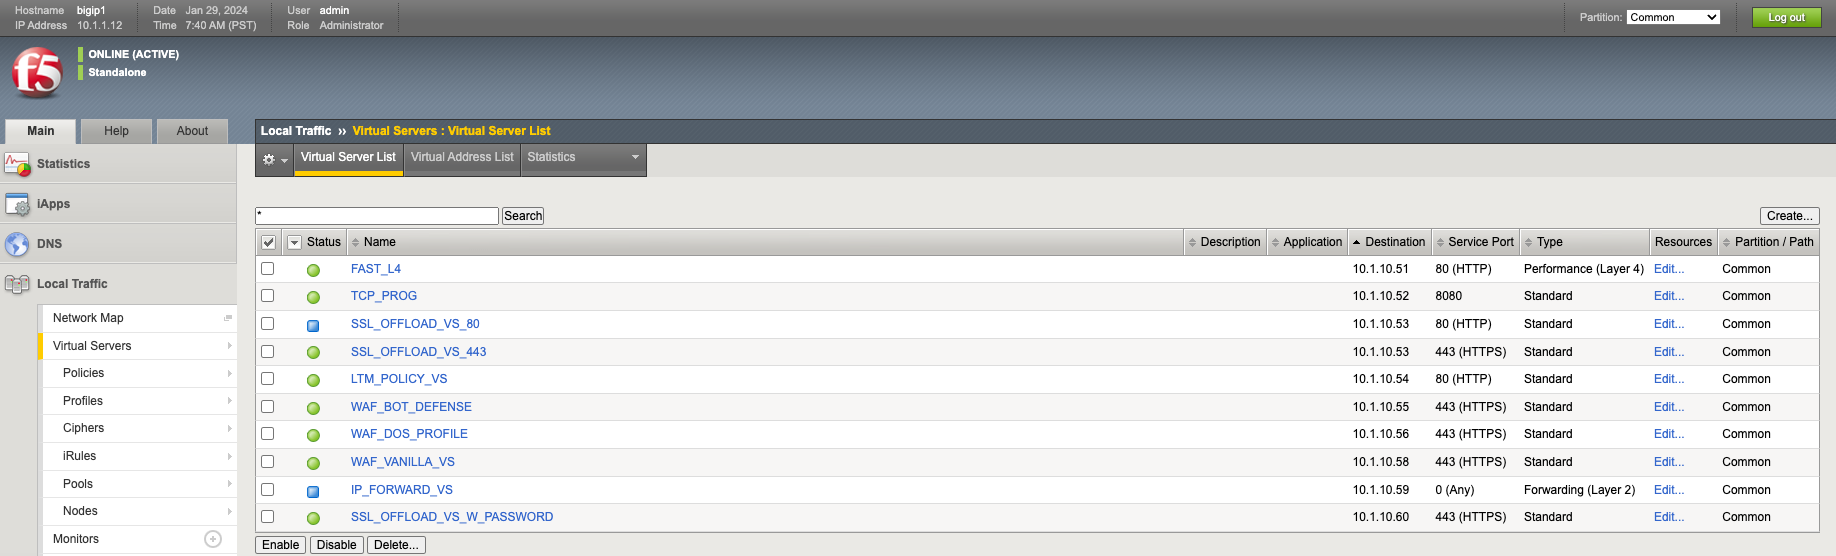 Hostname bigip1 Date Jan 29, 2024 User admin
IP Address 10.1.1.12 Time 7:40 AM (PST) Role Administrator
Partition: Common Log out
f5
ONLINE (ACTIVE)
Standalone
Main Help About
Local Traffic ›› Virtual Servers : Virtual Server List
Virtual Server List Virtual Address List Statistics
Statistics
iApps
DNS
Local Traffic
Network Map
Virtual Servers
Policies
Profiles
Ciphers
iRules
Pools
Nodes
Monitors
* Search Create...
Status Name Description Application Destination Service Port Type Resources Partition / Path
FAST_L4 10.1.10.51 80 (HTTP) Performance (Layer 4) Edit... Common
TCP_PROG 10.1.10.52 8080 Standard Edit... Common
SSL_OFFLOAD_VS_80 10.1.10.53 80 (HTTP) Standard Edit... Common
SSL_OFFLOAD_VS_443 10.1.10.53 443 (HTTPS) Standard Edit... Common
LTM_POLICY_VS 10.1.10.54 80 (HTTP) Standard Edit... Common
WAF_BOT_DEFENSE 10.1.10.55 443 (HTTPS) Standard Edit... Common
WAF_DOS_PROFILE 10.1.10.56 443 (HTTPS) Standard Edit... Common
WAF_VANILLA_VS 10.1.10.58 443 (HTTPS) Standard Edit... Common
IP_FORWARD_VS 10.1.10.59 0 (Any) Forwarding (Layer 2) Edit... Common
SSL_OFFLOAD_VS_W_PASSWORD 10.1.10.60 443 (HTTPS) Standard Edit... Common
Enable Disable Delete...